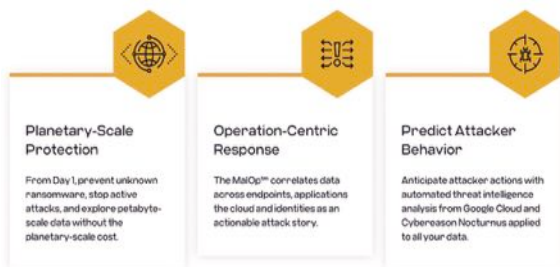 Planetary-Scale
Protection
From Day 1, prevent unknown
ransomware, stop active
attacks, and explore petabyte-
scale data without the
planetary-scale cost.
Operation-Centric
Response
The MalOp™ correlates data
across endpoints, applications
the cloud and identities as an
actionable attack story.
Predict Attacker
Behavior
Anticipate attacker actions with
automated threat intelligence
analysis from Google Cloud and
Cybereason Nocturnus applied
to all your data.